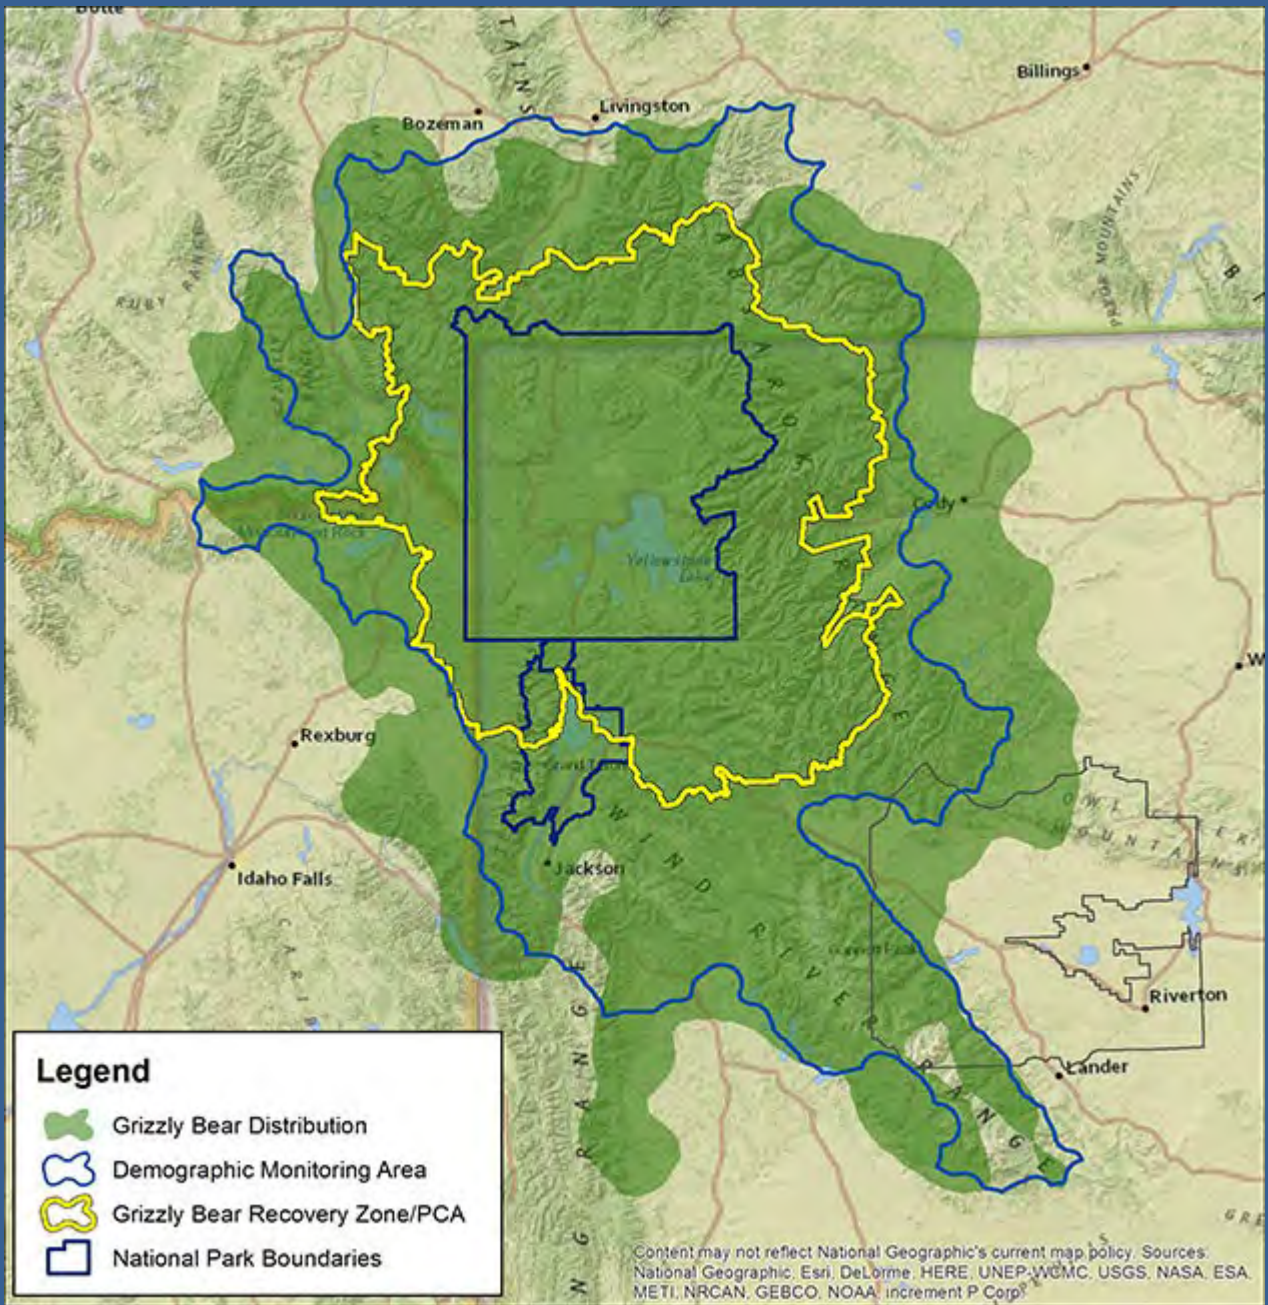 Butte
TAINS
Billings
Livingston
Bozeman
PRYOR MOUNTAINS
RUBY RANGE
Cody
Yellowstone
Lake
Rexburg
Idaho Falls
Jackson
WIND RIVER RANGE
OWL CREEK
MOUNTAINS
Riverton
Lander
Legend
Grizzly Bear Distribution
Demographic Monitoring Area
Grizzly Bear Recovery Zone/PCA
National Park Boundaries
Content may not reflect National Geographic's current map policy. Sources:
National Geographic, Esri, DeLorme, HERE, UNEP-WCMC, USGS, NASA, ESA,
METI, NRCAN, GEBCO, NOAA, increment P Corp.